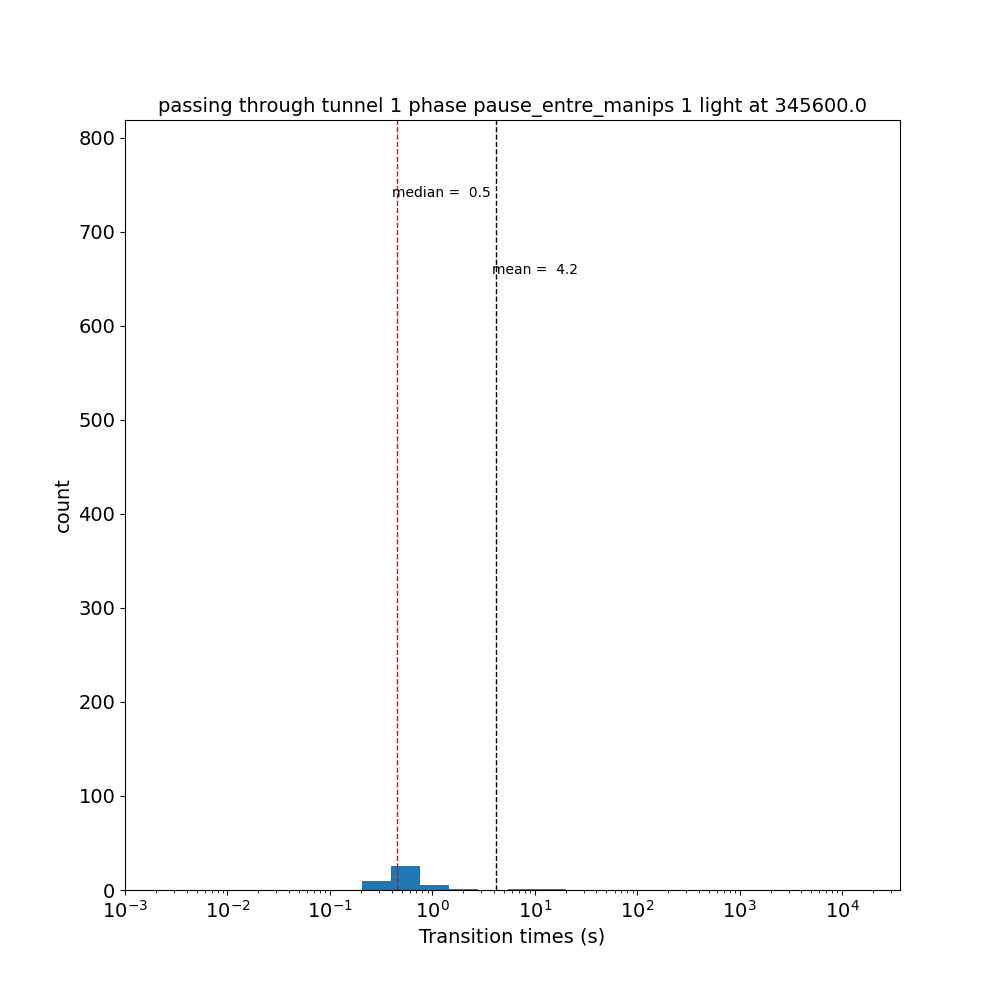 passing through tunnel 1 phase pause_entre_manips 1 light at 345600.0
800
median =  0.5
700
mean =  4.2
600
500
count
400
300
200
100
0
10⁻³ 10⁻² 10⁻¹ 10⁰ 10¹ 10² 10³ 10⁴
Transition times (s)